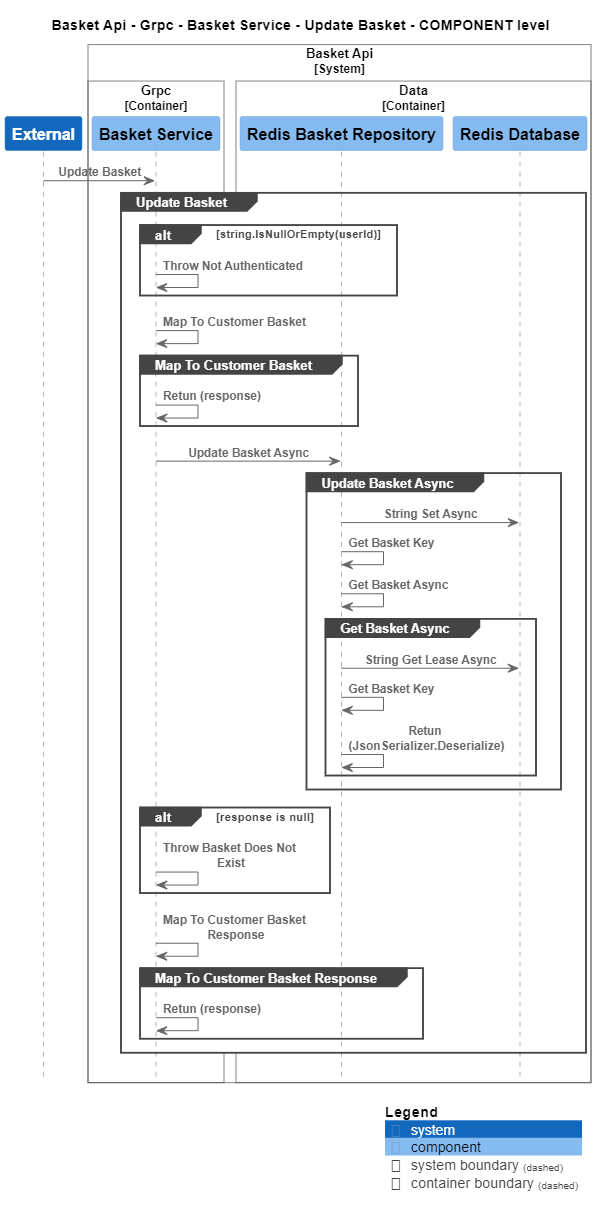 Basket Api - Grpc - Basket Service - Update Basket - COMPONENT level
Basket Api
[System]
Grpc
[Container]
Data
[Container]
External
Basket Service
Redis Basket Repository
Redis Database
Update Basket
Update Basket
alt
[string.IsNullOrEmpty(userId)]
Throw Not Authenticated
Map To Customer Basket
Map To Customer Basket
Retun (response)
Update Basket Async
Update Basket Async
String Set Async
Get Basket Key
Get Basket Async
Get Basket Async
String Get Lease Async
Get Basket Key
Retun
(JsonSerializer.Deserialize)
alt
[response is null]
Throw Basket Does Not
Exist
Map To Customer Basket
Response
Map To Customer Basket Response
Retun (response)
Legend
system
component
system boundary (dashed)
container boundary (dashed)